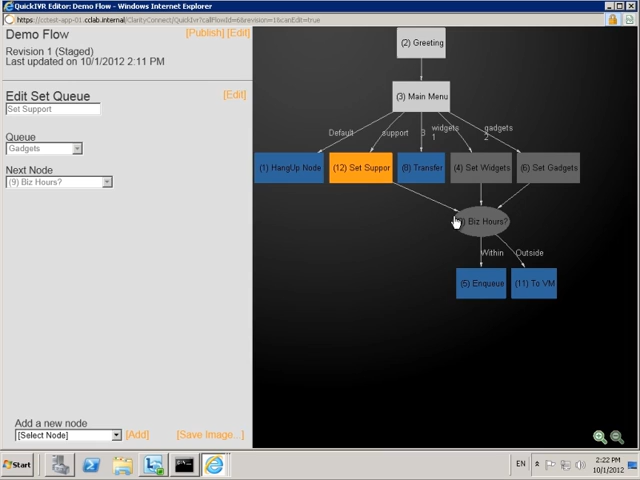 QuickIVR Editor: Demo Flow - Windows Internet Explorer
https://cctest-app-01.cclab.internal/ClarityConnect/QuickIvr?callFlowId=6&revision=1&canEdit=true
Demo Flow
[Publish] [Edit]
Revision 1 (Staged)
Last updated on 10/1/2012 2:11 PM
Edit Set Queue
[Edit]
Set Support
Queue
Gadgets
Next Node
(9) Biz Hours?
(2) Greeting
(3) Main Menu
Default
support
3
widgets
1
gadgets
2
(1) HangUp Node
(12) Set Suppor
(8) Transfer
(4) Set Widgets
(6) Set Gadgets
) Biz Hours?
Within
Outside
(5) Enqueue
(11) To VM
Add a new node
[Select Node]
[Add]
[Save Image...]
Start
EN
2:22 PM
10/1/2012